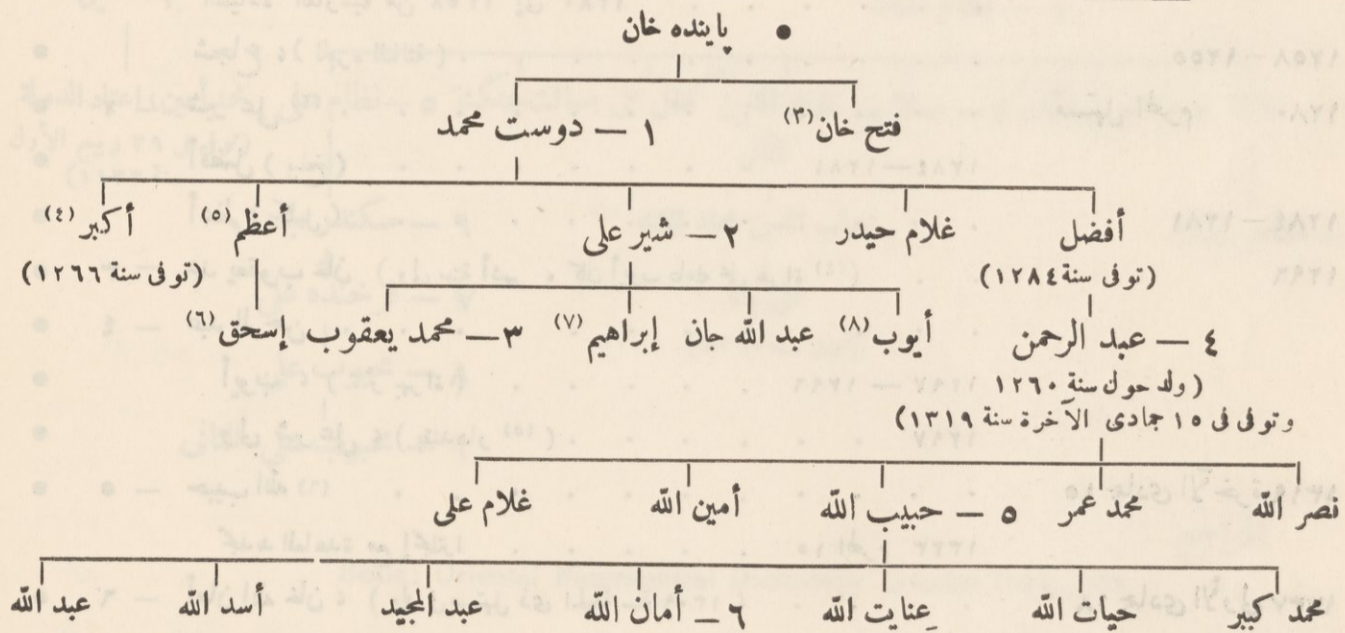 • پاینده خان
فتح خان (٣) ١ — دوست محمد
أفضل غلام حيدر ٢ — شير على أعظم (٥) أكبر (٤)
(توفى سنة ١٢٨٤) (توفى سنة ١٢٦٦)
٤ — عبد الرحمن أيوب (٨) عبد الله جان إبراهيم (٧) ٣ — محمد يعقوب إسحق (٦)
(ولد حول سنة ١٢٦٠
وتوفى فى ١٥ جمادى الآخرة سنة ١٣١٩)
نصر الله محمد عمر ٥ — حبيب الله أمين الله غلام على
محمد كبير حيات الله عنايت الله ٦ — أمان الله عبد المجيد أسد الله عبد الله